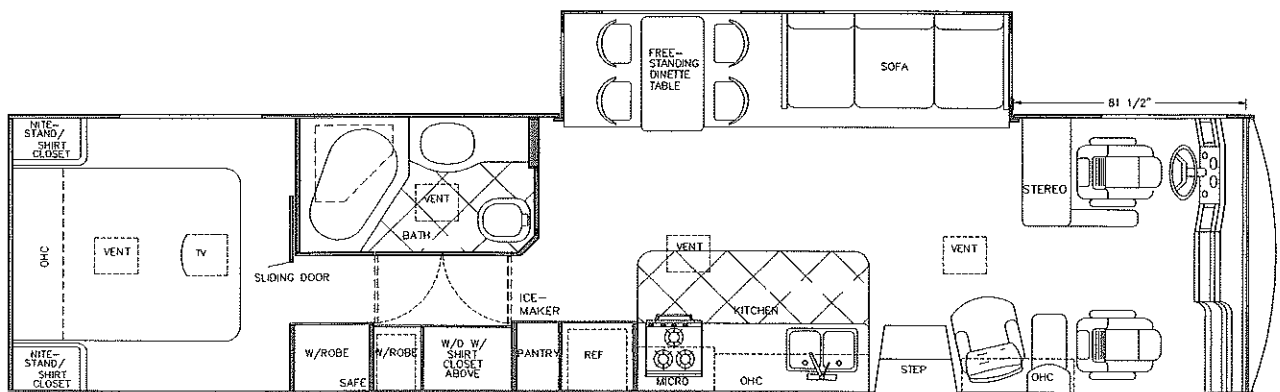 FREE-
STANDING
DINETTE
TABLE
SOFA
81 1/2"
NITE-
STAND/
SHIRT
CLOSET
OHC
VENT
TV
SLIDING DOOR
VENT
BATH
STEREO
VENT
VENT
KITCHEN
ICE-
MAKER
NITE-
STAND/
SHIRT
CLOSET
W/ROBE
SAFE
W/ROBE
W/D W/
SHIRT
CLOSET
ABOVE
PANTRY
REF
MICRO
OHC
STEP
OHC